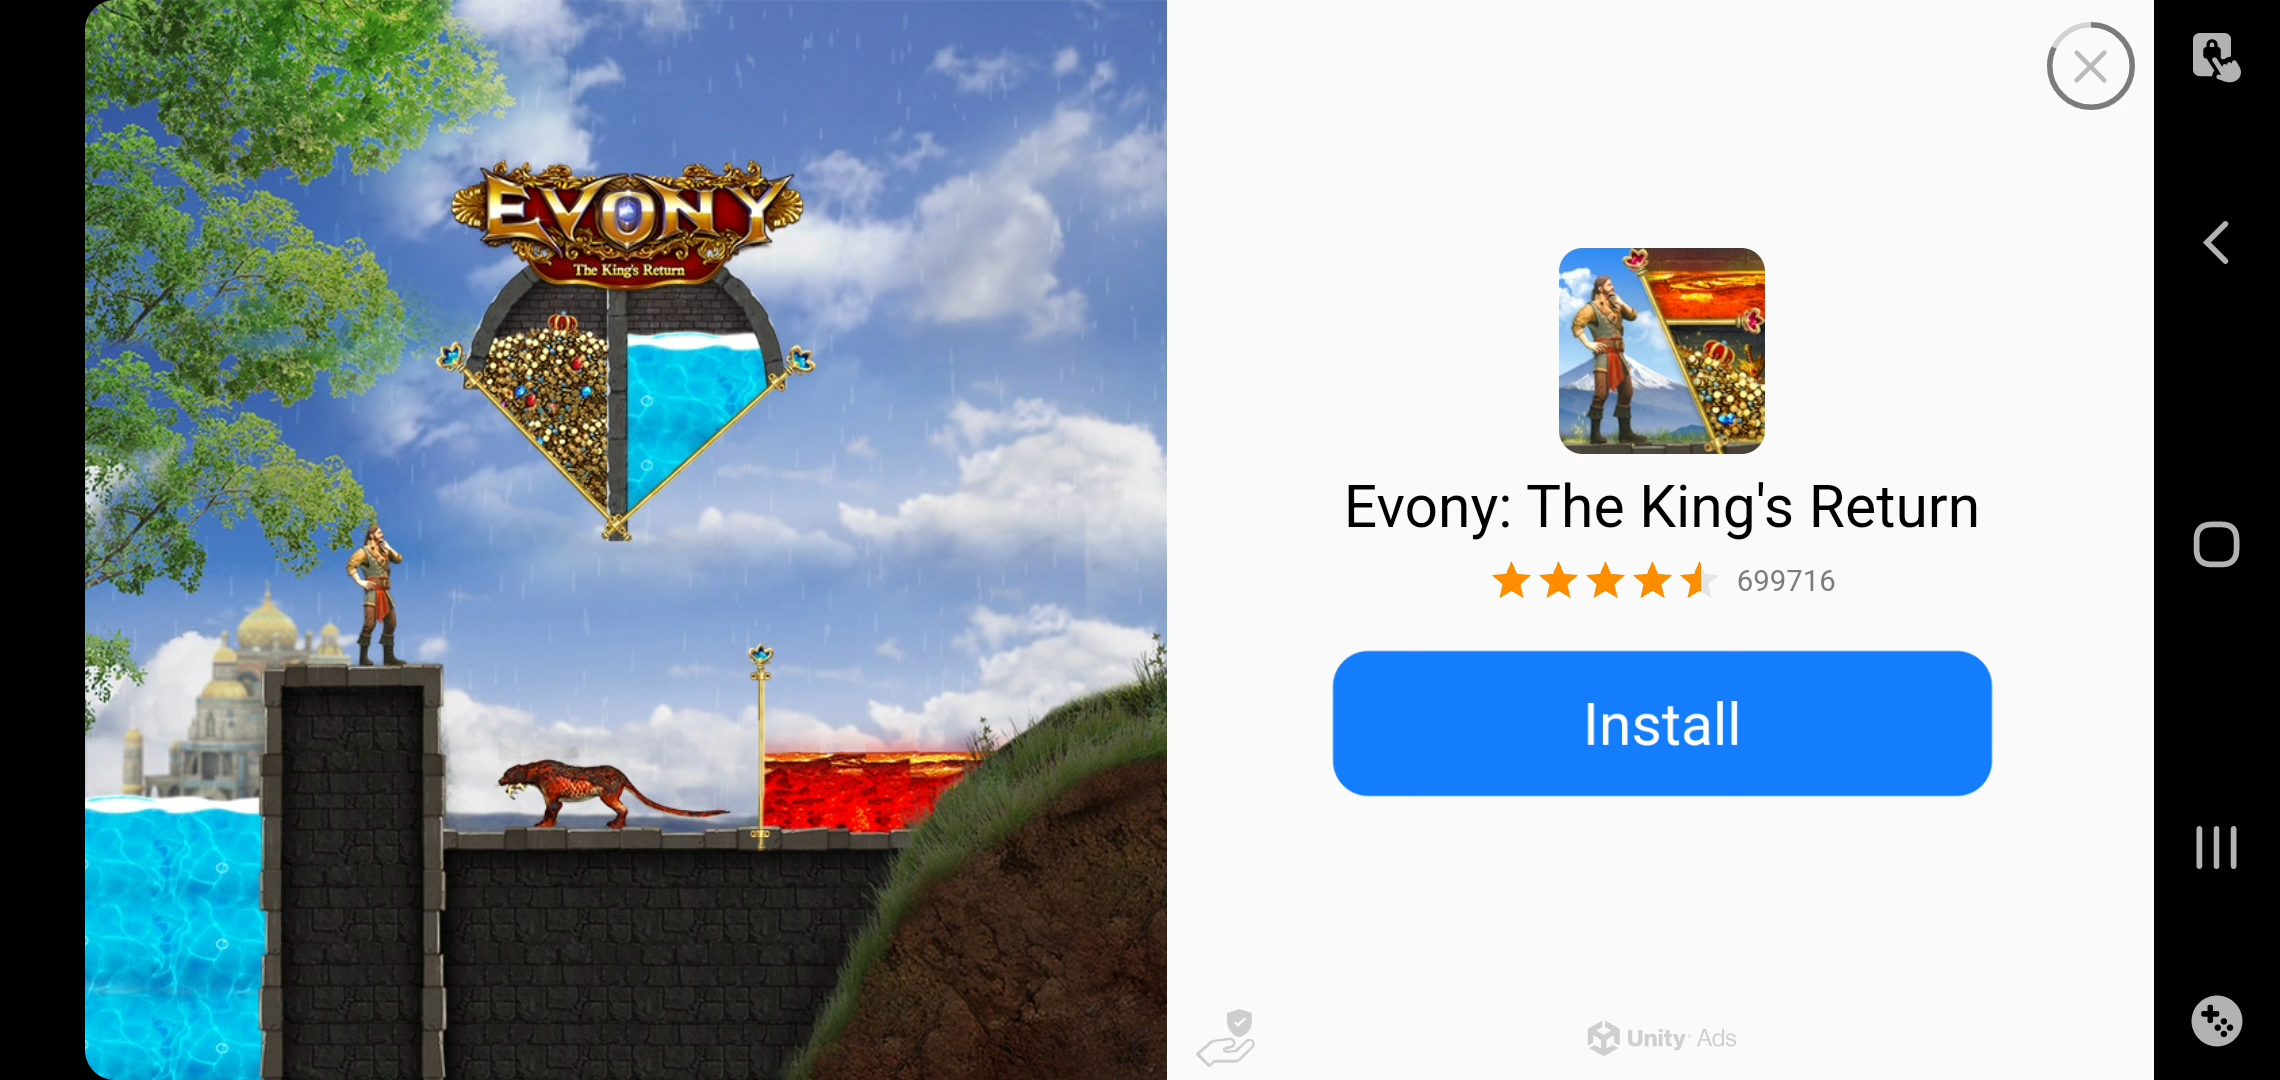 EVONY
The King's Return
Evony: The King's Return
699716
Install
Unity Ads